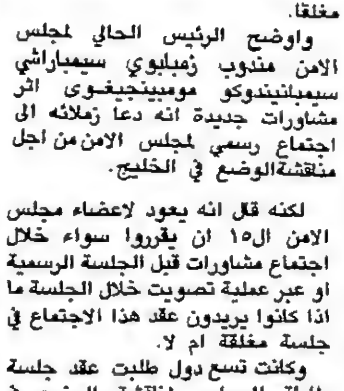 مغلقا.
واوضح الرئيس الحالي لمجلس
الامن مندوب زمبابوي سيمباراشي
سيمبلنيندوكو مومبينجيغوي اثر
مشاورات جديدة انه دعا زملائه الى
اجتماع رسمي لمجلس الامن من اجل
مناقشة الوضع في الخليج.
لكنه قال انه يعود لاعضاء مجلس
الامن ال١٥ ان يقرروا سواء خلال
اجتماع مشاورات قبل الجلسة الرسمية
او عبر عملية تصويت خلال الجلسة ما
اذا كانوا يريدون عقد هذا الاجتماع في
جلسة مغلقة ام لا.
وكانت تسع دول طلبت عقد جلسة